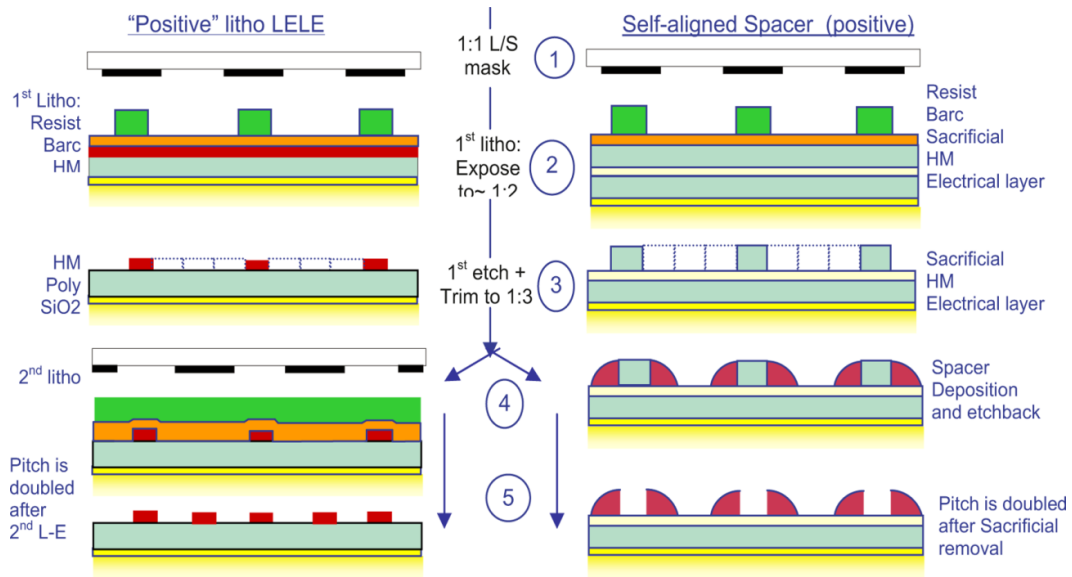 “Positive” litho LELE
1:1 L/S
mask
1
Self-aligned Spacer (positive)
1st Litho:
Resist
Barc
HM
1st litho:
Expose
to~ 1:2
2
Resist
Barc
Sacrificial
HM
Electrical layer
HM
Poly
SiO2
1st etch +
Trim to 1:3
3
Sacrificial
HM
Electrical layer
2nd litho
4
Spacer
Deposition
and etchback
Pitch is
doubled
after
2nd L-E
5
Pitch is doubled
after Sacrificial
removal